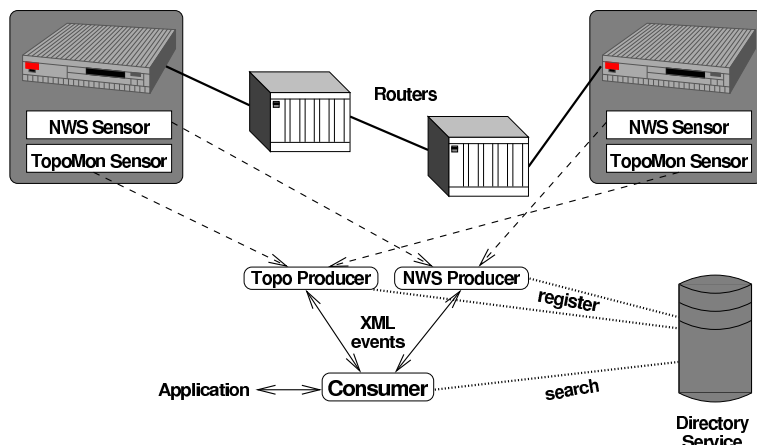 Routers
NWS Sensor
TopoMon Sensor
NWS Sensor
TopoMon Sensor
Topo Producer
NWS Producer
register
XML
events
Application
Consumer
search
Directory
Service